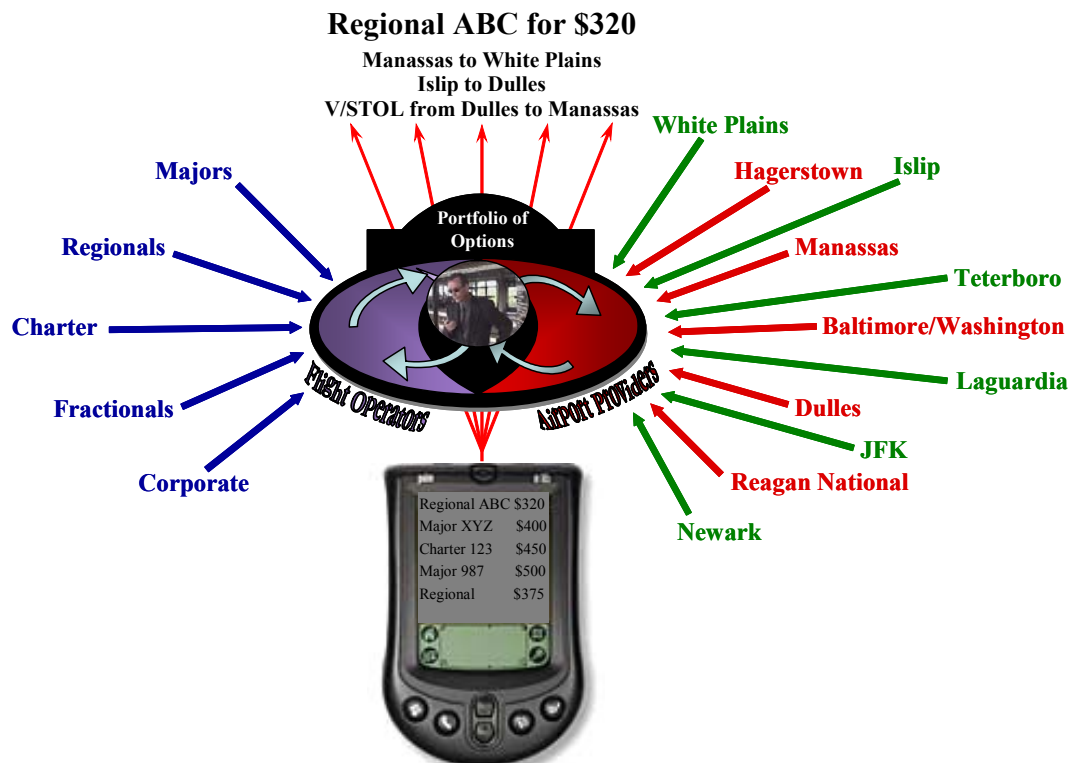 Regional ABC for $320
Manassas to White Plains
Islip to Dulles
V/STOL from Dulles to Manassas
White Plains
Majors
Hagerstown
Islip
Portfolio of
Options
Regionals
Manassas
Teterboro
Charter
Baltimore/Washington
Flight Operators
Airport Providers
Laguardia
Fractionals
Dulles
JFK
Corporate
Reagan National
Newark
Regional ABC $320
Major XYZ $400
Charter 123 $450
Major 987 $500
Regional $375